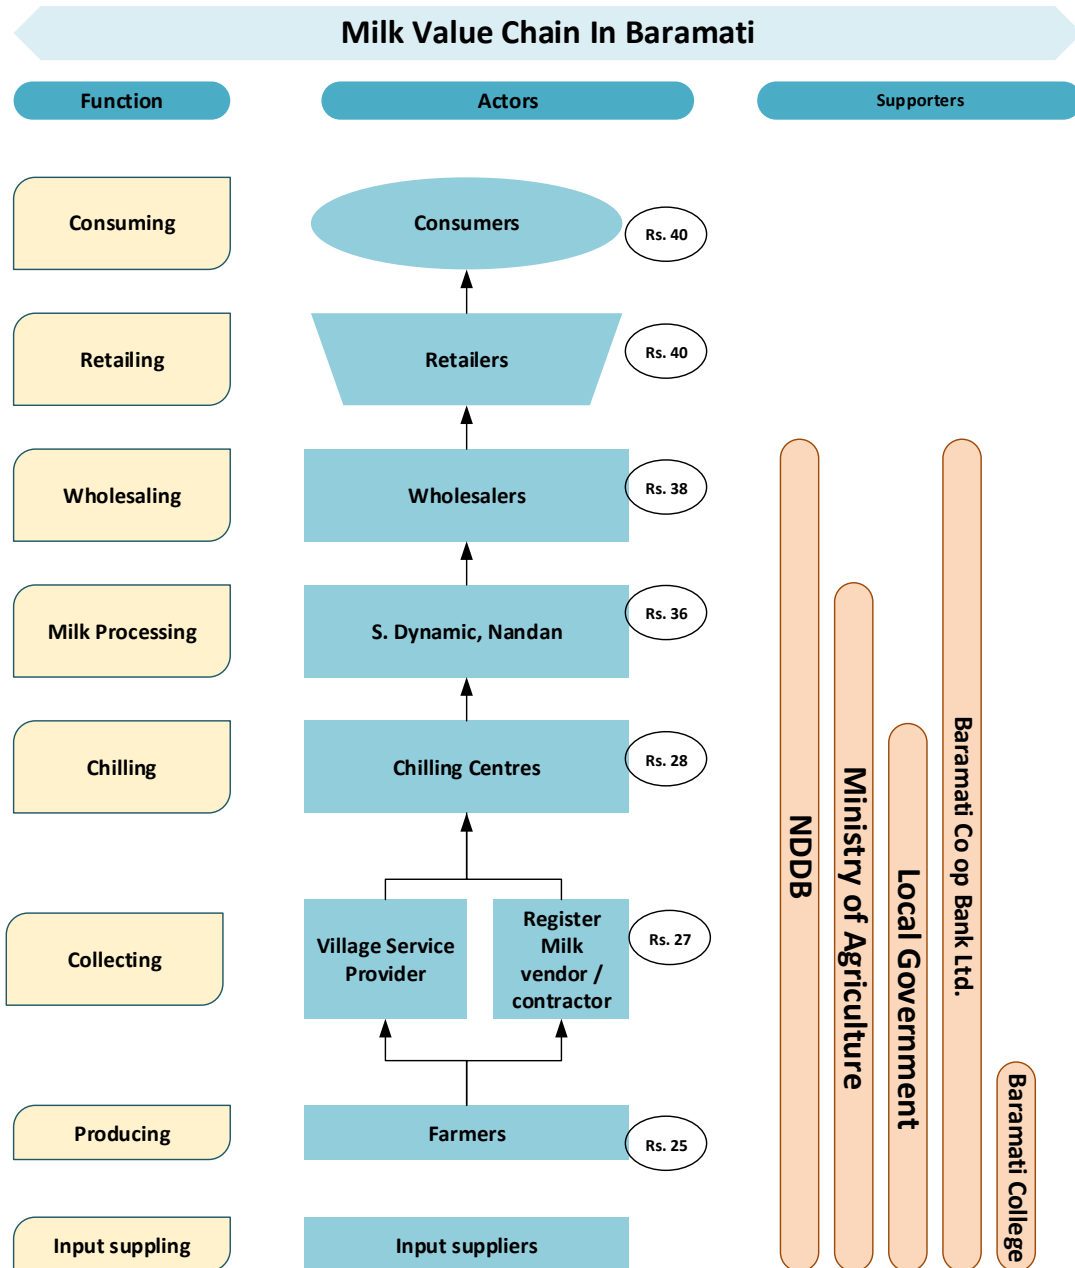 Milk Value Chain In Baramati
Function
Actors
Supporters
Consuming
Consumers
Rs. 40
Retailing
Retailers
Rs. 40
Wholesaling
Wholesalers
Rs. 38
Milk Processing
S. Dynamic, Nandan
Rs. 36
Chilling
Chilling Centres
Rs. 28
Collecting
Village Service
Provider
Register
Milk
vendor /
contractor
Rs. 27
Producing
Farmers
Rs. 25
Input suppling
Input suppliers
NDDB
Ministry of Agriculture
Local Government
Baramati Co op Bank Ltd.
Baramati College